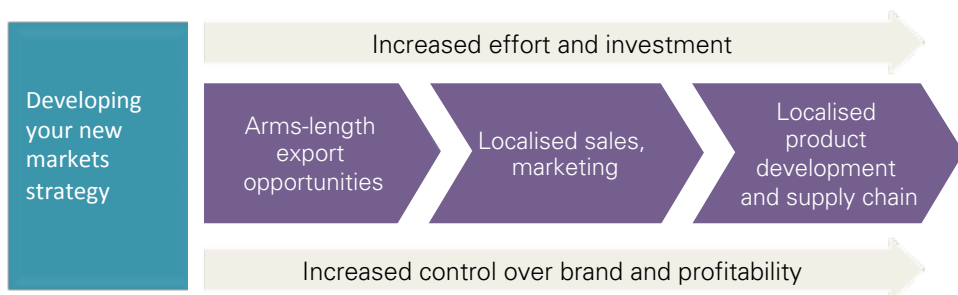 Developing
your new
markets
strategy
Increased effort and investment
Arms-length
export
opportunities
Localised sales,
marketing
Localised
product
development
and supply chain
Increased control over brand and profitability